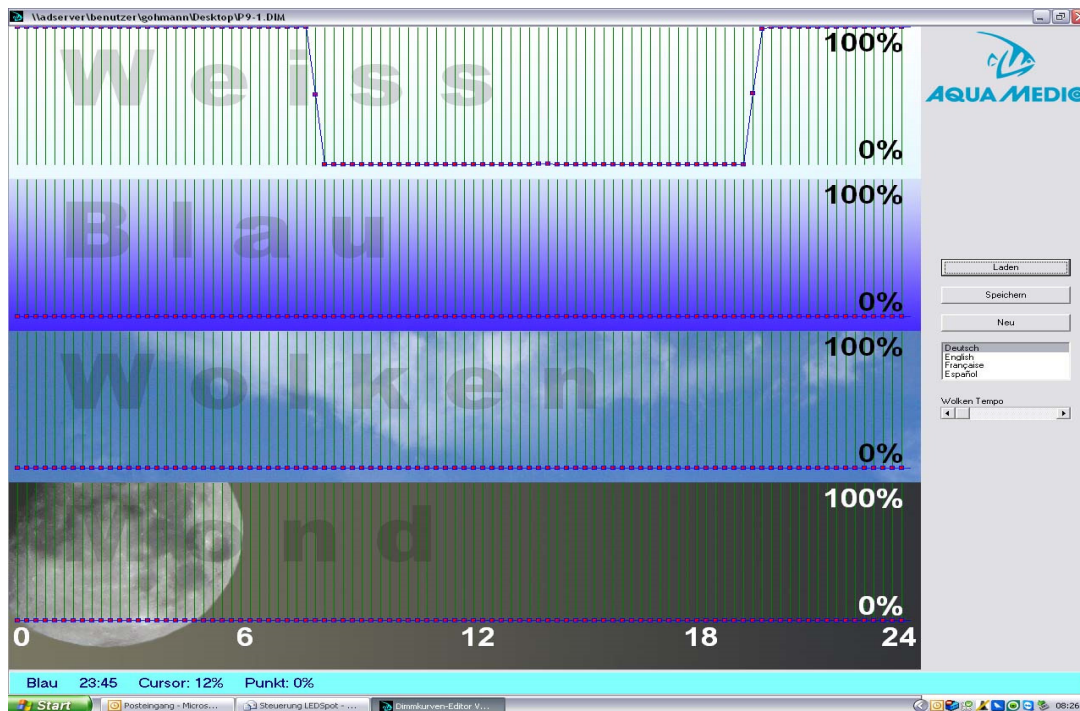 \\adserver\benutzer\gohmann\Desktop\P9-1.DIM
Weiss
100%
0%
AQUA MEDIC
Blau
100%
0%
Laden
Speichern
Neu
Deutsch
English
Française
Español
Wolken Tempo
Wolken
100%
0%
Mond
100%
0%
0 6 12 18 24
Blau 23:45 Cursor: 12% Punkt: 0%
Start Posteingang - Micros... Steuerung LEDSpot - ... Dimmkurven-Editor V... 08:26